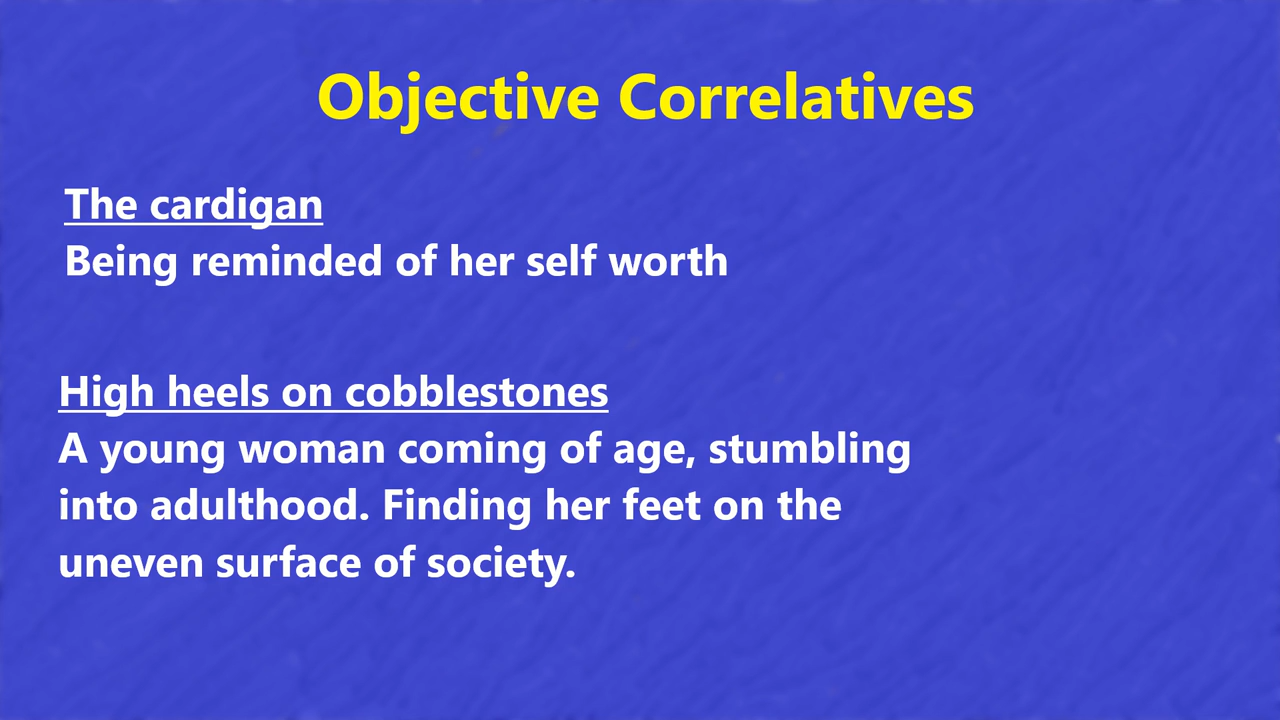 Objective Correlatives
The cardigan
Being reminded of her self worth
High heels on cobblestones
A young woman coming of age, stumbling
into adulthood. Finding her feet on the
uneven surface of society.